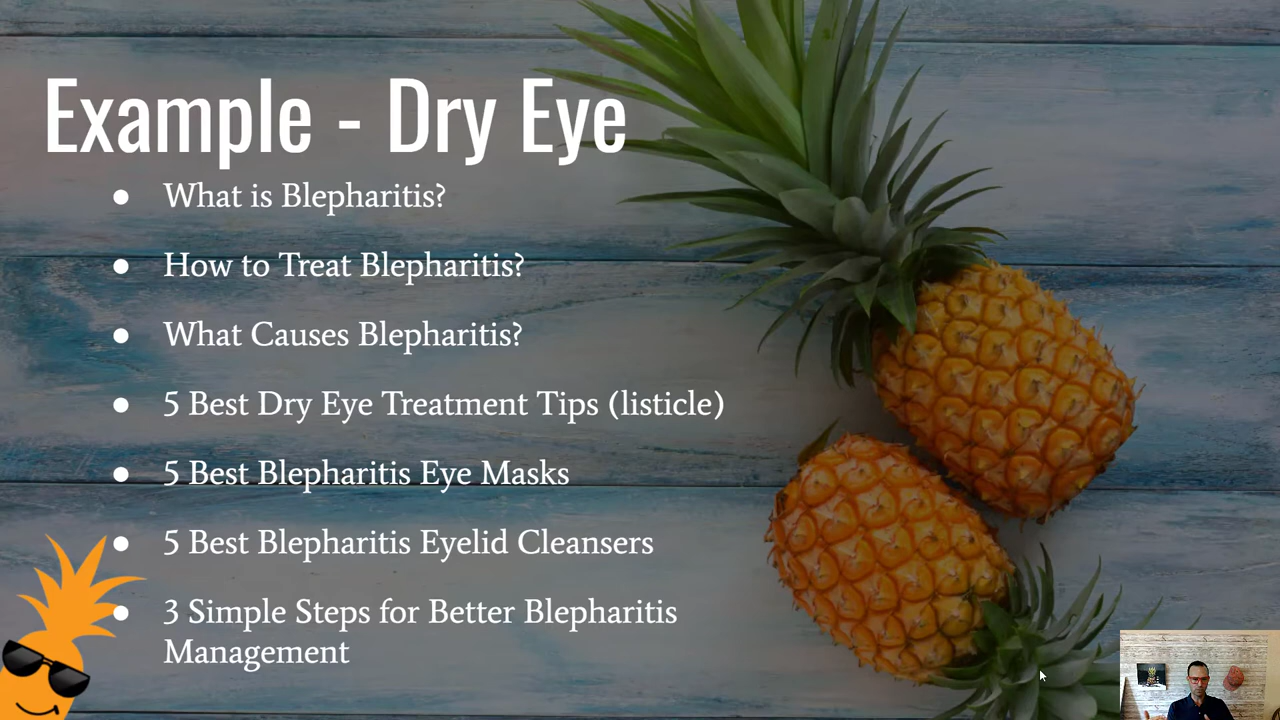 Example - Dry Eye
● What is Blepharitis?
● How to Treat Blepharitis?
● What Causes Blepharitis?
● 5 Best Dry Eye Treatment Tips (listicle)
● 5 Best Blepharitis Eye Masks
● 5 Best Blepharitis Eyelid Cleansers
● 3 Simple Steps for Better Blepharitis
Management